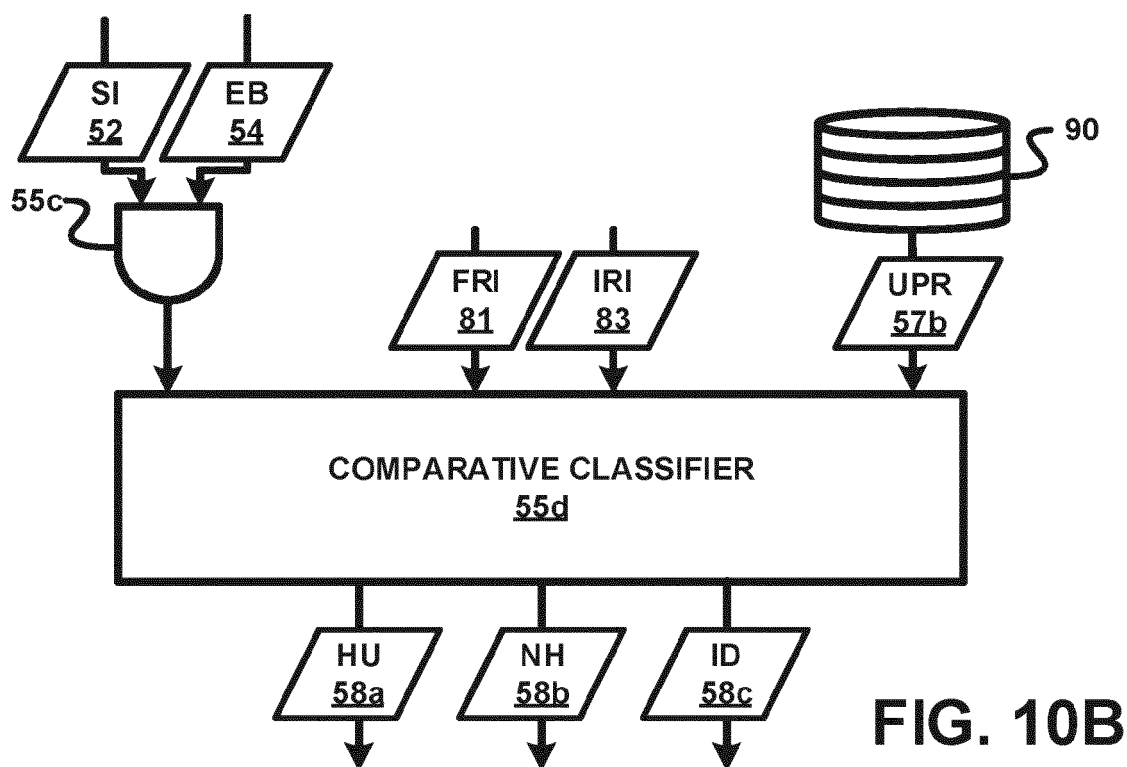 SI
52
EB
54
90
55c
FRI
81
IRI
83
UPR
57b
COMPARATIVE CLASSIFIER
55d
HU
58a
NH
58b
ID
58c
FIG. 10B